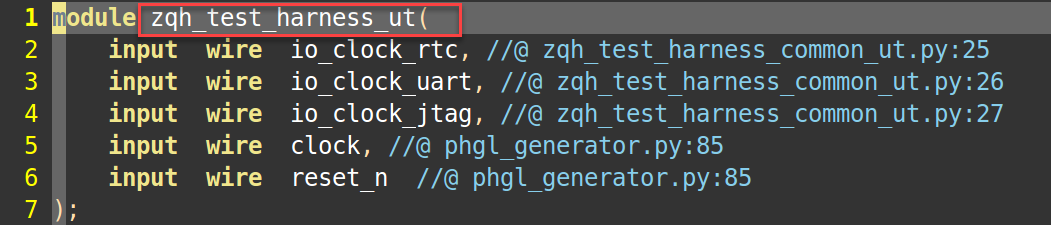 1 module zqh_test_harness_ut(
2 input wire io_clock_rtc, //@ zqh_test_harness_common_ut.py:25
3 input wire io_clock_uart, //@ zqh_test_harness_common_ut.py:26
4 input wire io_clock_jtag, //@ zqh_test_harness_common_ut.py:27
5 input wire clock, //@ phgl_generator.py:85
6 input wire reset_n //@ phgl_generator.py:85
7 );